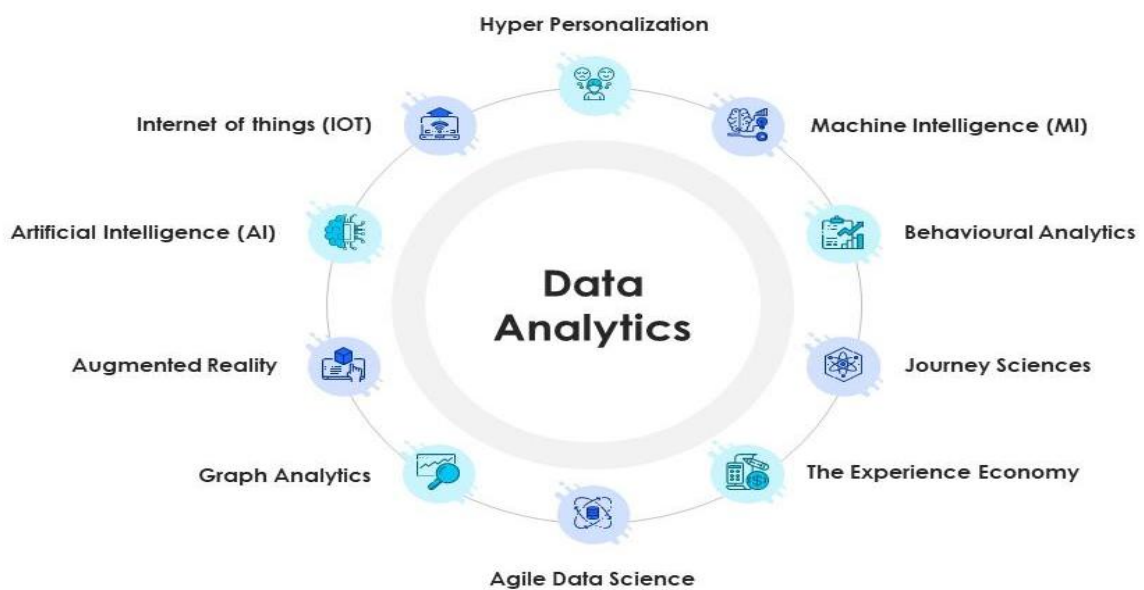 Hyper Personalization
Internet of things (IOT)
Machine Intelligence (MI)
Artificial Intelligence (AI)
Behavioural Analytics
Data
Analytics
Augmented Reality
Journey Sciences
Graph Analytics
The Experience Economy
Agile Data Science